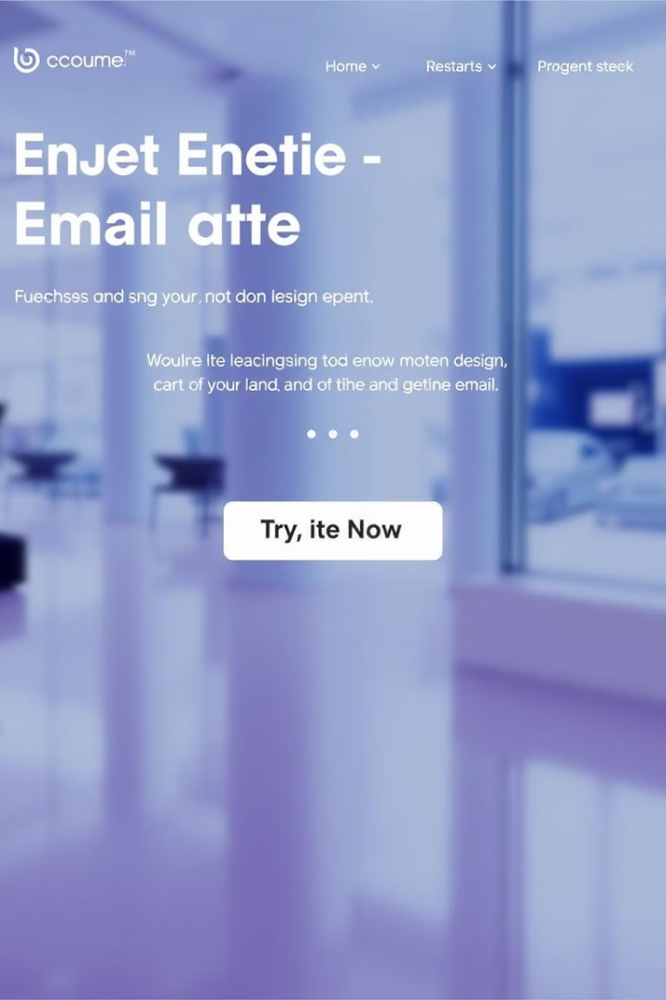 ccoume!™
Home Restarts Progent steck
Enjet Enetie -
Email atte
Fuechses and sng your, not don lesign epent.
Woulre ite leacingsing tod enow moten design,
cart of your land, and of tlhe and getine email,
Try, ite Now